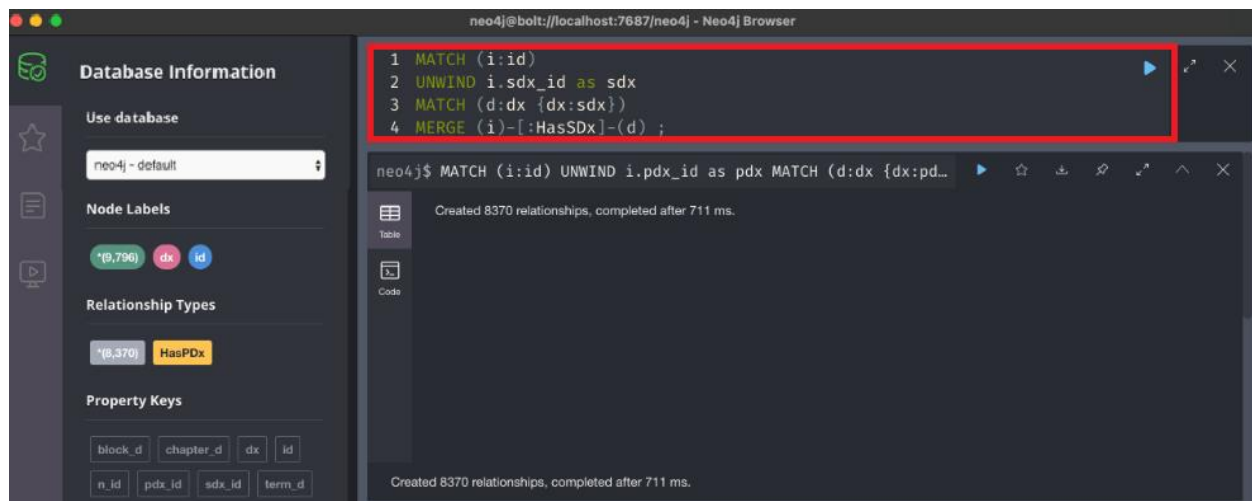 neo4j@bolt://localhost:7687/neo4j - Neo4j Browser
Database Information
Use database
neo4j - default
Node Labels
*(9,796) dx id
Relationship Types
*(8,370) HasPDx
Property Keys
block_d chapter_d dx id
n_id pdx_id sdx_id term_d
1 MATCH (i:id)
2 UNWIND i.sdx_id as sdx
3 MATCH (d:dx {dx:sdx})
4 MERGE (i)-[:HasSDx]-(d) ;
neo4j$ MATCH (i:id) UNWIND i.pdx_id as pdx MATCH (d:dx {dx:pd…
Table
Created 8370 relationships, completed after 711 ms.
Code
Created 8370 relationships, completed after 711 ms.